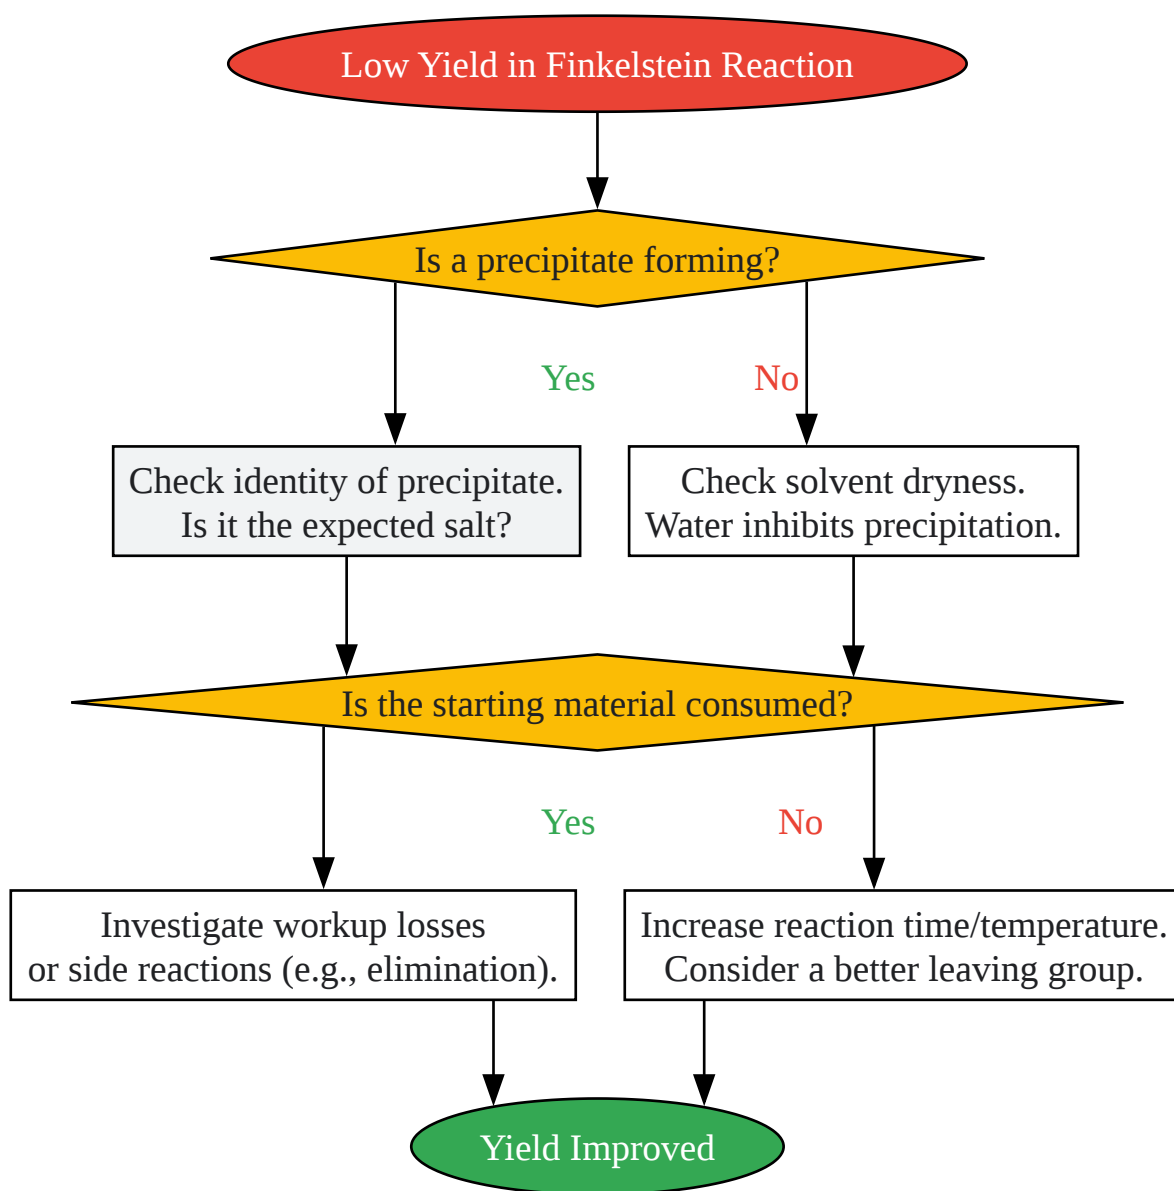 Low Yield in Finkelstein Reaction
Is a precipitate forming?
Yes
No
Check identity of precipitate.
Is it the expected salt?
Check solvent dryness.
Water inhibits precipitation.
Is the starting material consumed?
Yes
No
Investigate workup losses
or side reactions (e.g., elimination).
Increase reaction time/temperature.
Consider a better leaving group.
Yield Improved